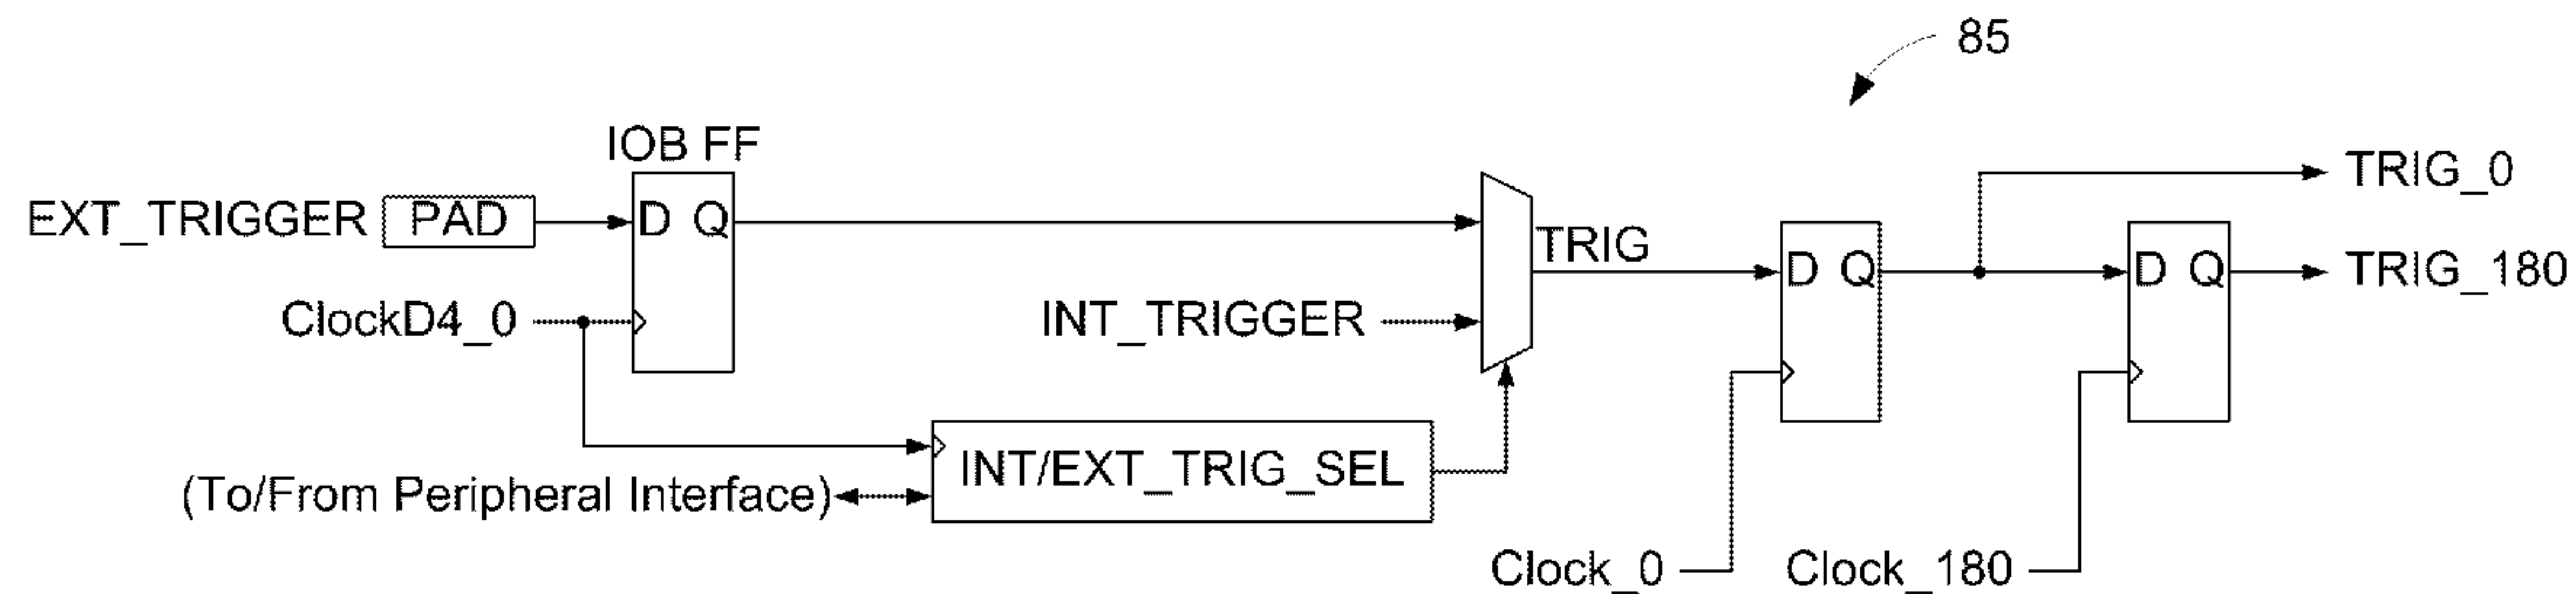 85
IOB FF
TRIG_0
EXT_TRIGGER PAD D Q
TRIG
D Q D Q TRIG_180
ClockD4_0 INT_TRIGGER
INT/EXT_TRIG_SEL
(To/From Peripheral Interface)
Clock_0 Clock_180